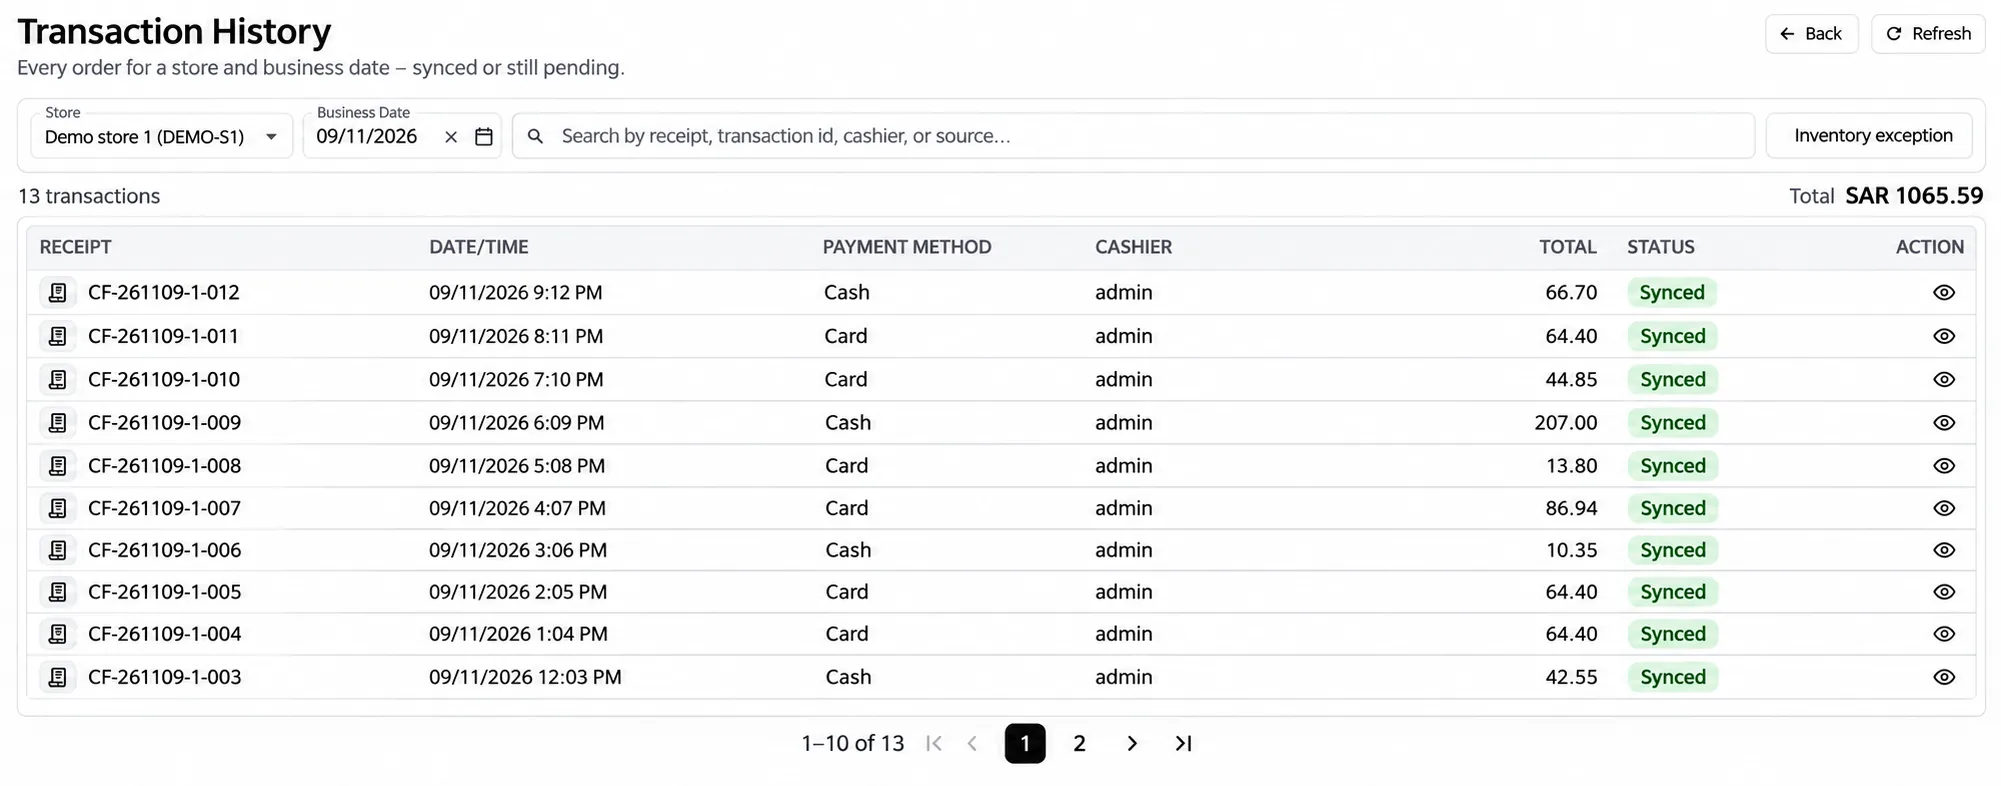 Transaction History
← Back Refresh
Every order for a store and business date – synced or still pending.
Store Business Date
Demo store 1 (DEMO-S1) 09/11/2026 Search by receipt, transaction id, cashier, or source... Inventory exception
13 transactions Total SAR 1065.59
RECEIPT DATE/TIME PAYMENT METHOD CASHIER TOTAL STATUS ACTION
CF-261109-1-012 09/11/2026 9:12 PM Cash admin 66.70 Synced
CF-261109-1-011 09/11/2026 8:11 PM Card admin 64.40 Synced
CF-261109-1-010 09/11/2026 7:10 PM Card admin 44.85 Synced
CF-261109-1-009 09/11/2026 6:09 PM Cash admin 207.00 Synced
CF-261109-1-008 09/11/2026 5:08 PM Card admin 13.80 Synced
CF-261109-1-007 09/11/2026 4:07 PM Card admin 86.94 Synced
CF-261109-1-006 09/11/2026 3:06 PM Cash admin 10.35 Synced
CF-261109-1-005 09/11/2026 2:05 PM Card admin 64.40 Synced
CF-261109-1-004 09/11/2026 1:04 PM Card admin 64.40 Synced
CF-261109-1-003 09/11/2026 12:03 PM Cash admin 42.55 Synced
1–10 of 13 1 2